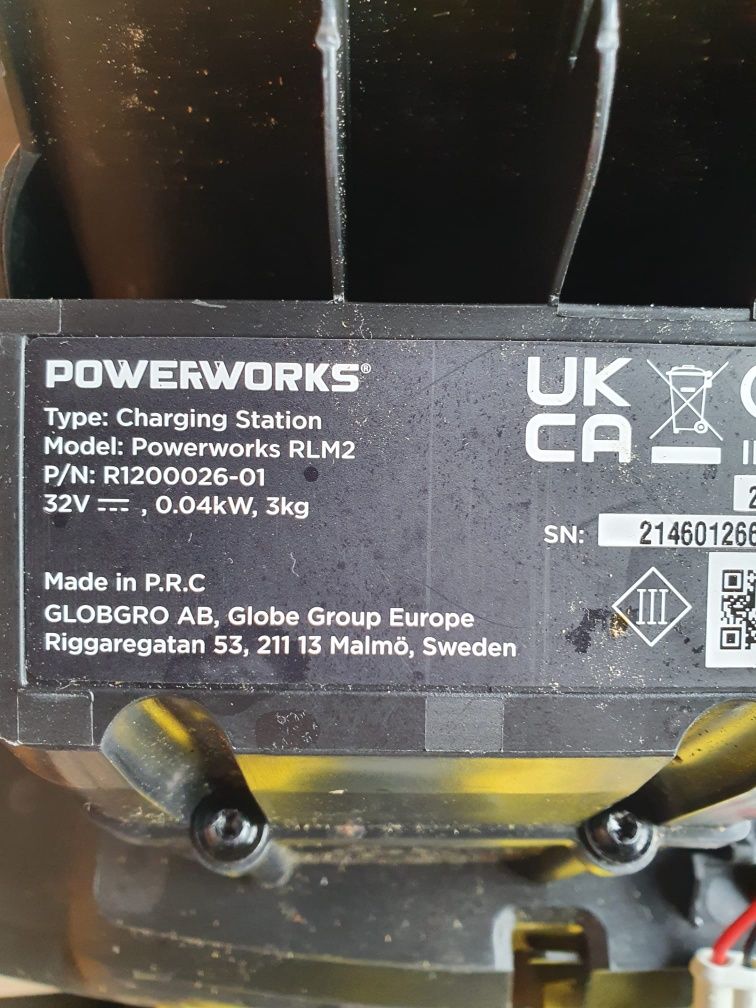 POWERWORKS®
Type: Charging Station
Model: Powerworks RLM2
P/N: R1200026-01
32V ⎓ , 0.04kW, 3kg
Made in P.R.C
GLOBGRO AB, Globe Group Europe
Riggaregatan 53, 211 13 Malmö, Sweden
UK
CA
SN: 21460126
III